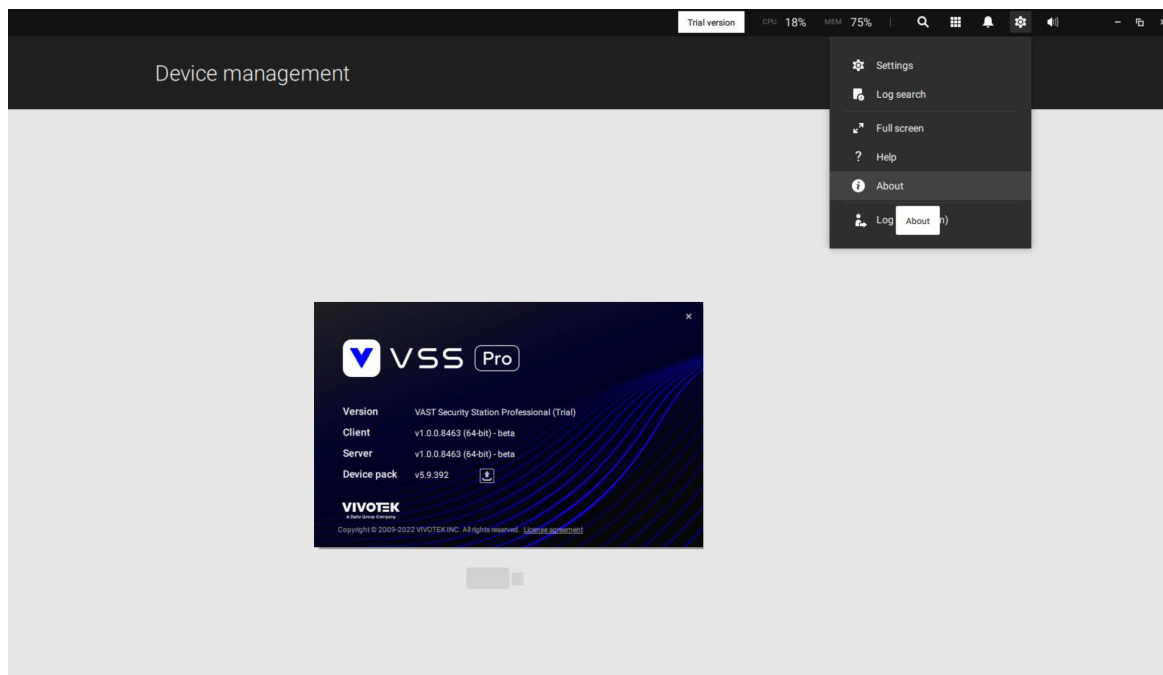 Trial version CPU 18% MEM 75%
Device management
Settings
Log search
Full screen
? Help
About
Log About n)
VSS Pro
Version VAST Security Station Professional (Trial)
Client v1.0.0.8463 (64-bit) - beta
Server v1.0.0.8463 (64-bit) - beta
Device pack v5.9.392
VIVOTEK
A Delta Group Company
Copyright © 2009-2022 VIVOTEK INC. All rights reserved. License agreement